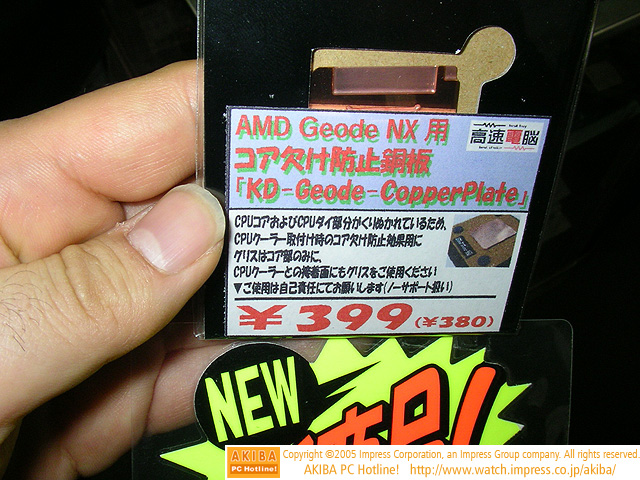 AMD Geode NX 用
コア欠け防止銅板
「KD-Geode-CopperPlate」
高速電脳
CPUコアおよびCPUダイ部分がくりぬかれているため、
CPUクーラー取付け時のコア欠け防止効果用に
グリスはコア部のみに、
CPUクーラーとの接着面にもグリスをご使用ください
▼ご使用は自己責任にてお願いします(ノーサポート扱い)
¥399(¥380)
NEW
AKIBA
PC Hotline!
Copyright ©2005 Impress Corporation, an Impress Group company. All rights reserved.
AKIBA PC Hotline! http://www.watch.impress.co.jp/akiba/